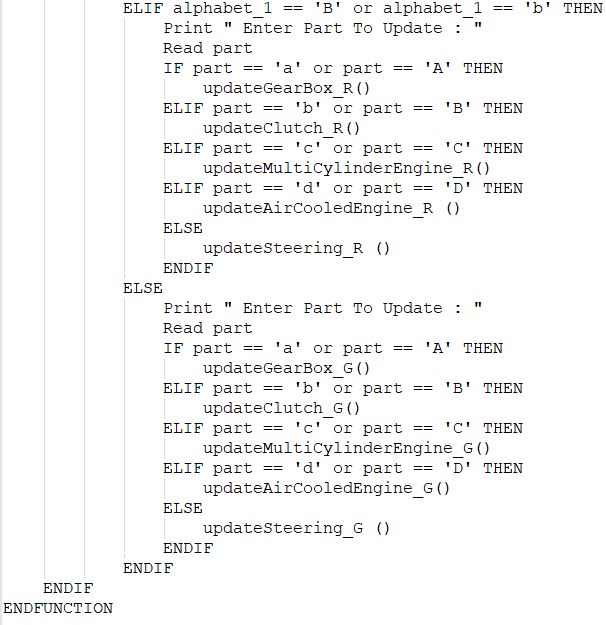 ELIF alphabet_1 == 'B' or alphabet_1 == 'b' THEN
Print " Enter Part To Update : "
Read part
IF part == 'a' or part == 'A' THEN
updateGearBox_R()
ELIF part == 'b' or part == 'B' THEN
updateClutch_R()
ELIF part == 'c' or part == 'C' THEN
updateMultiCylinderEngine_R()
ELIF part == 'd' or part == 'D' THEN
updateAirCooledEngine_R ()
ELSE
updateSteering_R ()
ENDIF
ELSE
Print " Enter Part To Update : "
Read part
IF part == 'a' or part == 'A' THEN
updateGearBox_G()
ELIF part == 'b' or part == 'B' THEN
updateClutch_G()
ELIF part == 'c' or part == 'C' THEN
updateMultiCylinderEngine_G()
ELIF part == 'd' or part == 'D' THEN
updateAirCooledEngine_G()
ELSE
updateSteering_G ()
ENDIF
ENDIF
ENDIF
ENDFUNCTION